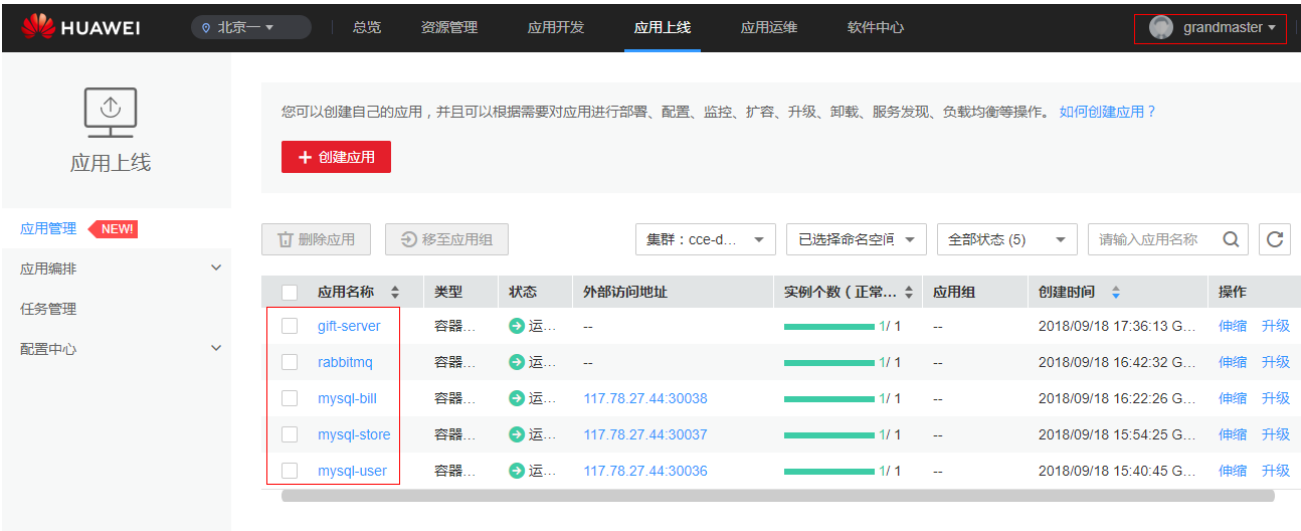 HUAWEI 北京一 总览 资源管理 应用开发 应用上线 应用运维 软件中心 grandmaster
应用上线
您可以创建自己的应用，并且可以根据需要对应用进行部署、配置、监控、扩容、升级、卸载、服务发现、负载均衡等操作。 如何创建应用？
+ 创建应用
应用管理 NEW!
应用编排
任务管理
配置中心
删除应用 移至应用组 集群：cce-d... 已选择命名空间 全部状态 (5) 请输入应用名称
应用名称 类型 状态 外部访问地址 实例个数（正常... 应用组 创建时间 操作
gift-server 容器... 运... -- 1/ 1 -- 2018/09/18 17:36:13 G... 伸缩 升级
rabbitmq 容器... 运... -- 1/ 1 -- 2018/09/18 16:42:32 G... 伸缩 升级
mysql-bill 容器... 运... 117.78.27.44:30038 1/ 1 -- 2018/09/18 16:22:26 G... 伸缩 升级
mysql-store 容器... 运... 117.78.27.44:30037 1/ 1 -- 2018/09/18 15:54:25 G... 伸缩 升级
mysql-user 容器... 运... 117.78.27.44:30036 1/ 1 -- 2018/09/18 15:40:45 G... 伸缩 升级